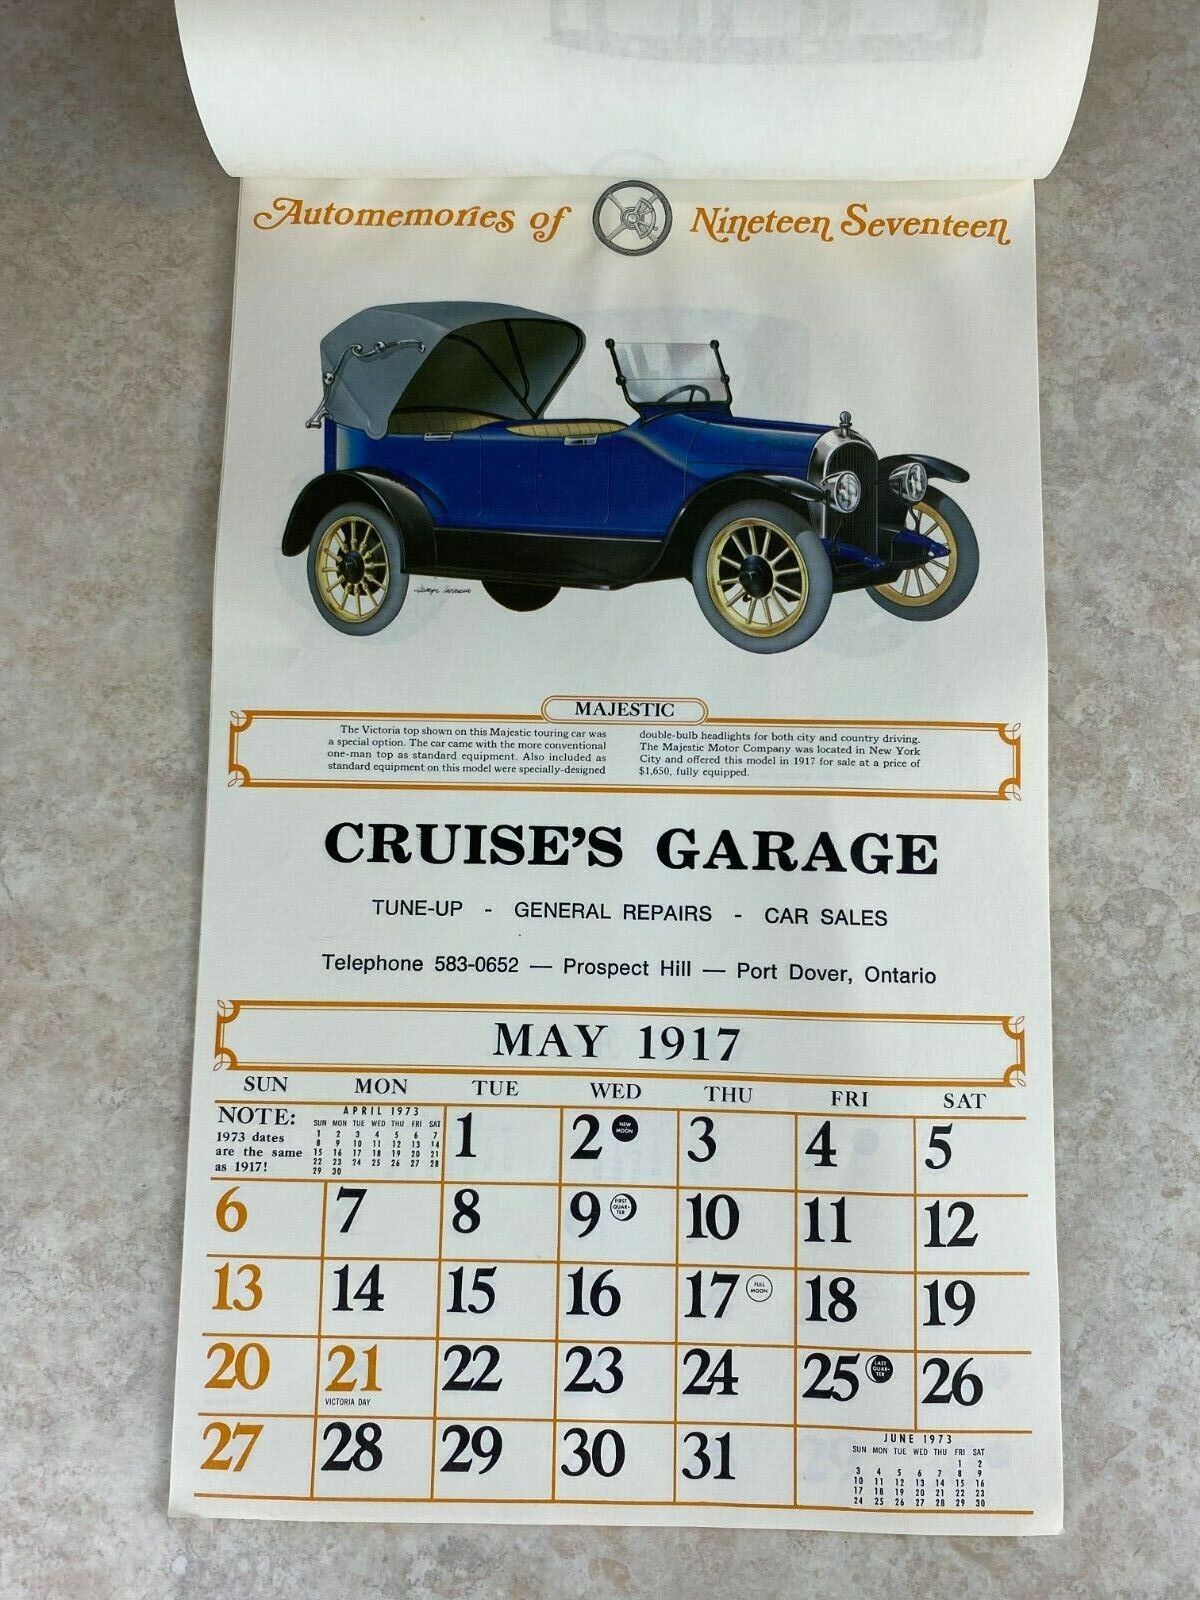 Automemories of Nineteen Seventeen
MAJESTIC
The Victoria top shown on this Majestic touring car was
a special option. The car came with the more conventional
one-man top as standard equipment. Also included as
standard equipment on this model were specially-designed
double-bulb headlights for both city and country driving.
The Majestic Motor Company was located in New York
City and offered this model in 1917 for sale at a price of
$1,650, fully equipped.
CRUISE'S GARAGE
TUNE-UP - GENERAL REPAIRS - CAR SALES
Telephone 583-0652 — Prospect Hill — Port Dover, Ontario
MAY 1917
SUN MON TUE WED THU FRI SAT
NOTE:
1973 dates
are the same
as 1917!
APRIL 1973
SUN MON TUE WED THU FRI SAT
1 2 3 4 5 6 7
8 9 10 11 12 13 14
15 16 17 18 19 20 21
22 23 24 25 26 27 28
29 30
1 2 3 4 5
NEW
MOON
6 7 8 9 10 11 12
FIRST
QUAR-
TER
13 14 15 16 17 18 19
FULL
MOON
20 21 22 23 24 25 26
VICTORIA DAY
LAST
QUAR-
TER
27 28 29 30 31
JUNE 1973
SUN MON TUE WED THU FRI SAT
1 2
3 4 5 6 7 8 9
10 11 12 13 14 15 16
17 18 19 20 21 22 23
24 25 26 27 28 29 30